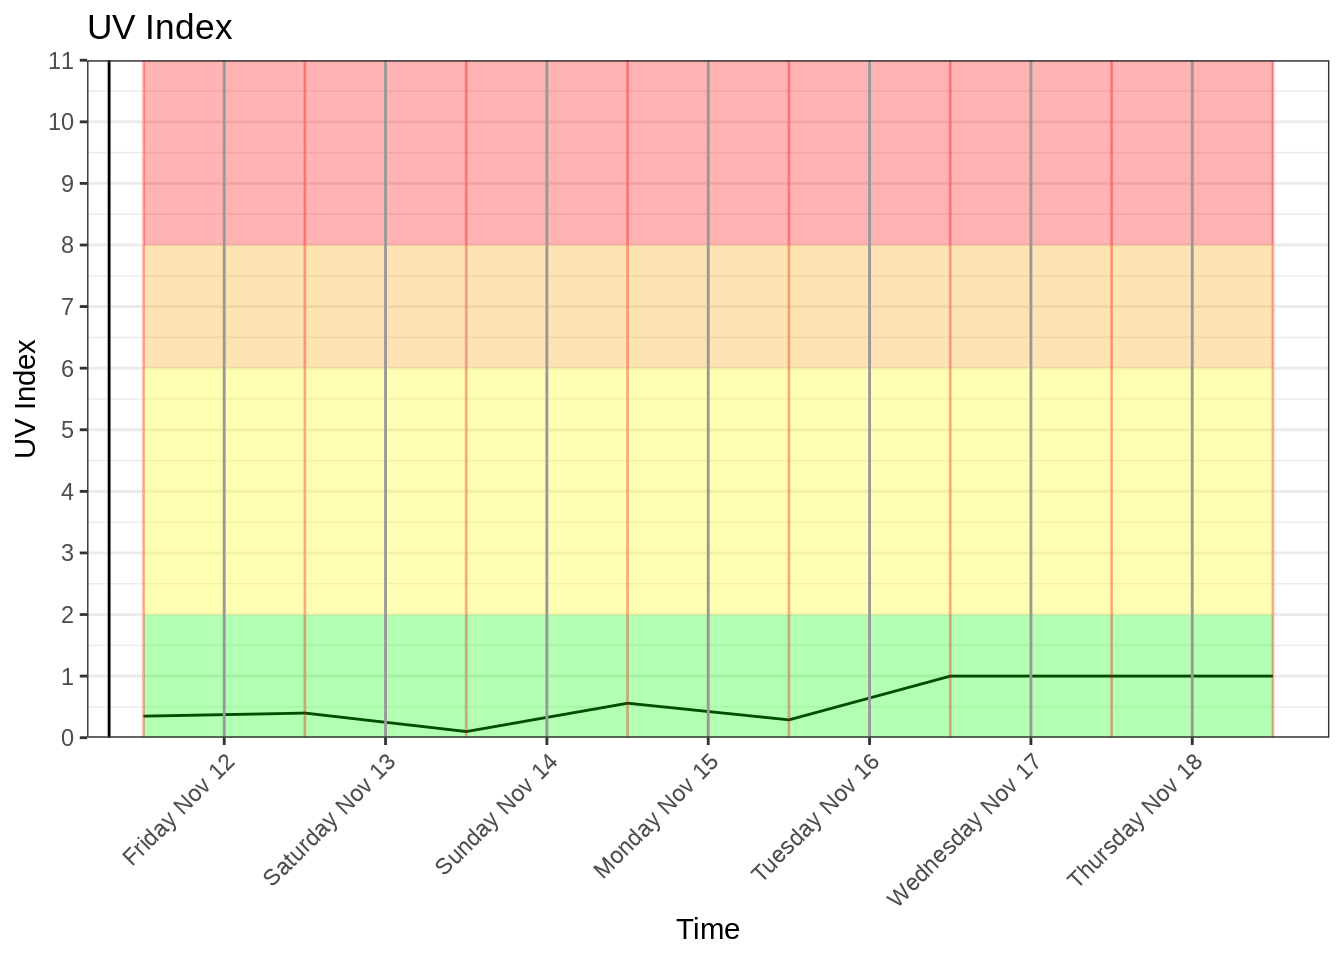 UV Index
11
10
9
8
7
6
5
4
3
2
1
0
UV Index
Friday Nov 12
Saturday Nov 13
Sunday Nov 14
Monday Nov 15
Tuesday Nov 16
Wednesday Nov 17
Thursday Nov 18
Time